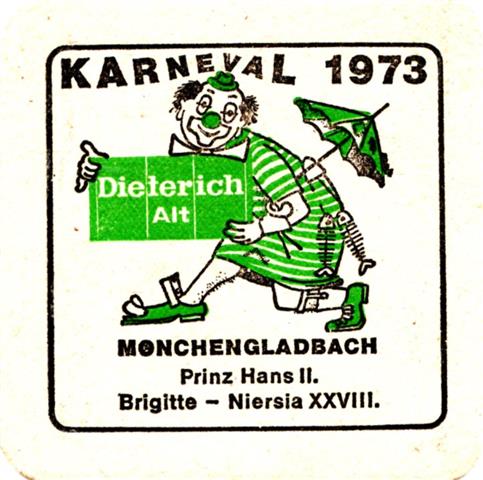 KARNEVAL 1973
Dieterich
Alt
MÖNCHENGLADBACH
Prinz Hans II.
Brigitte – Niersia XXVIII.